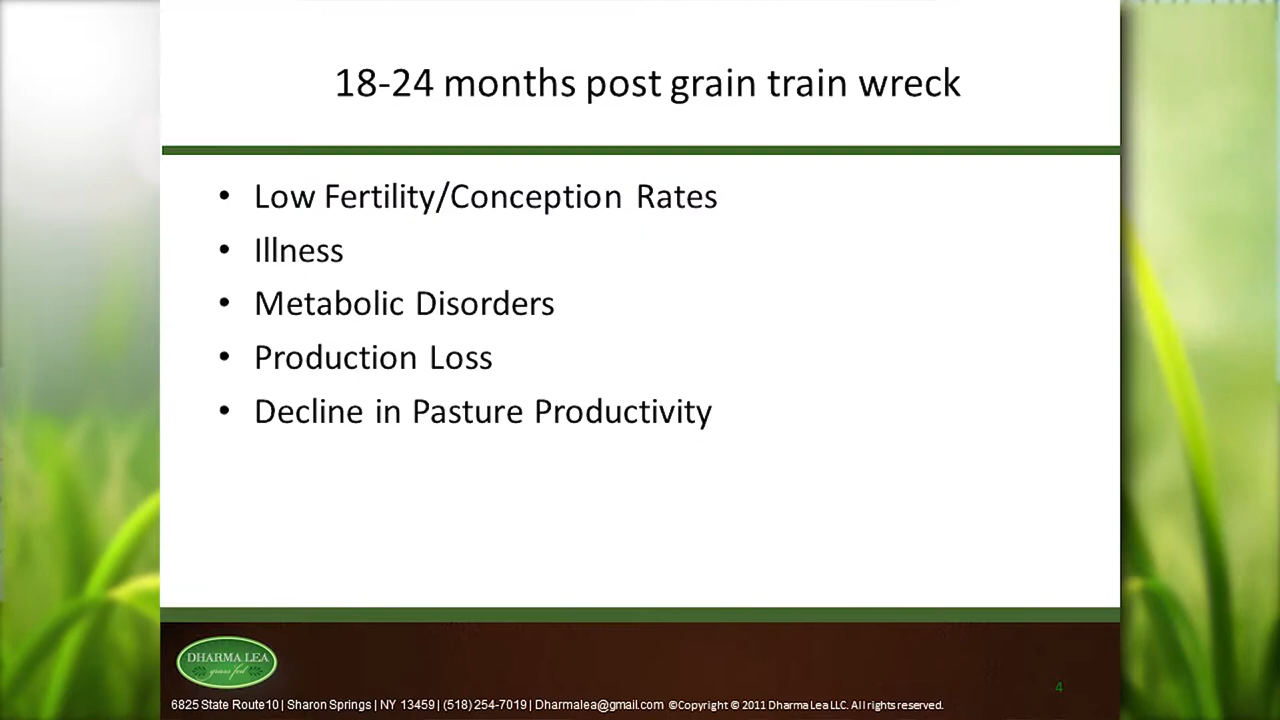 18-24 months post grain train wreck
• Low Fertility/Conception Rates
• Illness
• Metabolic Disorders
• Production Loss
• Decline in Pasture Productivity
DHARMA LEA
grass fed
4
6825 State Route10 | Sharon Springs | NY 13459 | (518) 254-7019 | Dharmalea@gmail.com ©Copyright © 2011 Dharma Lea LLC. All rights reserved.